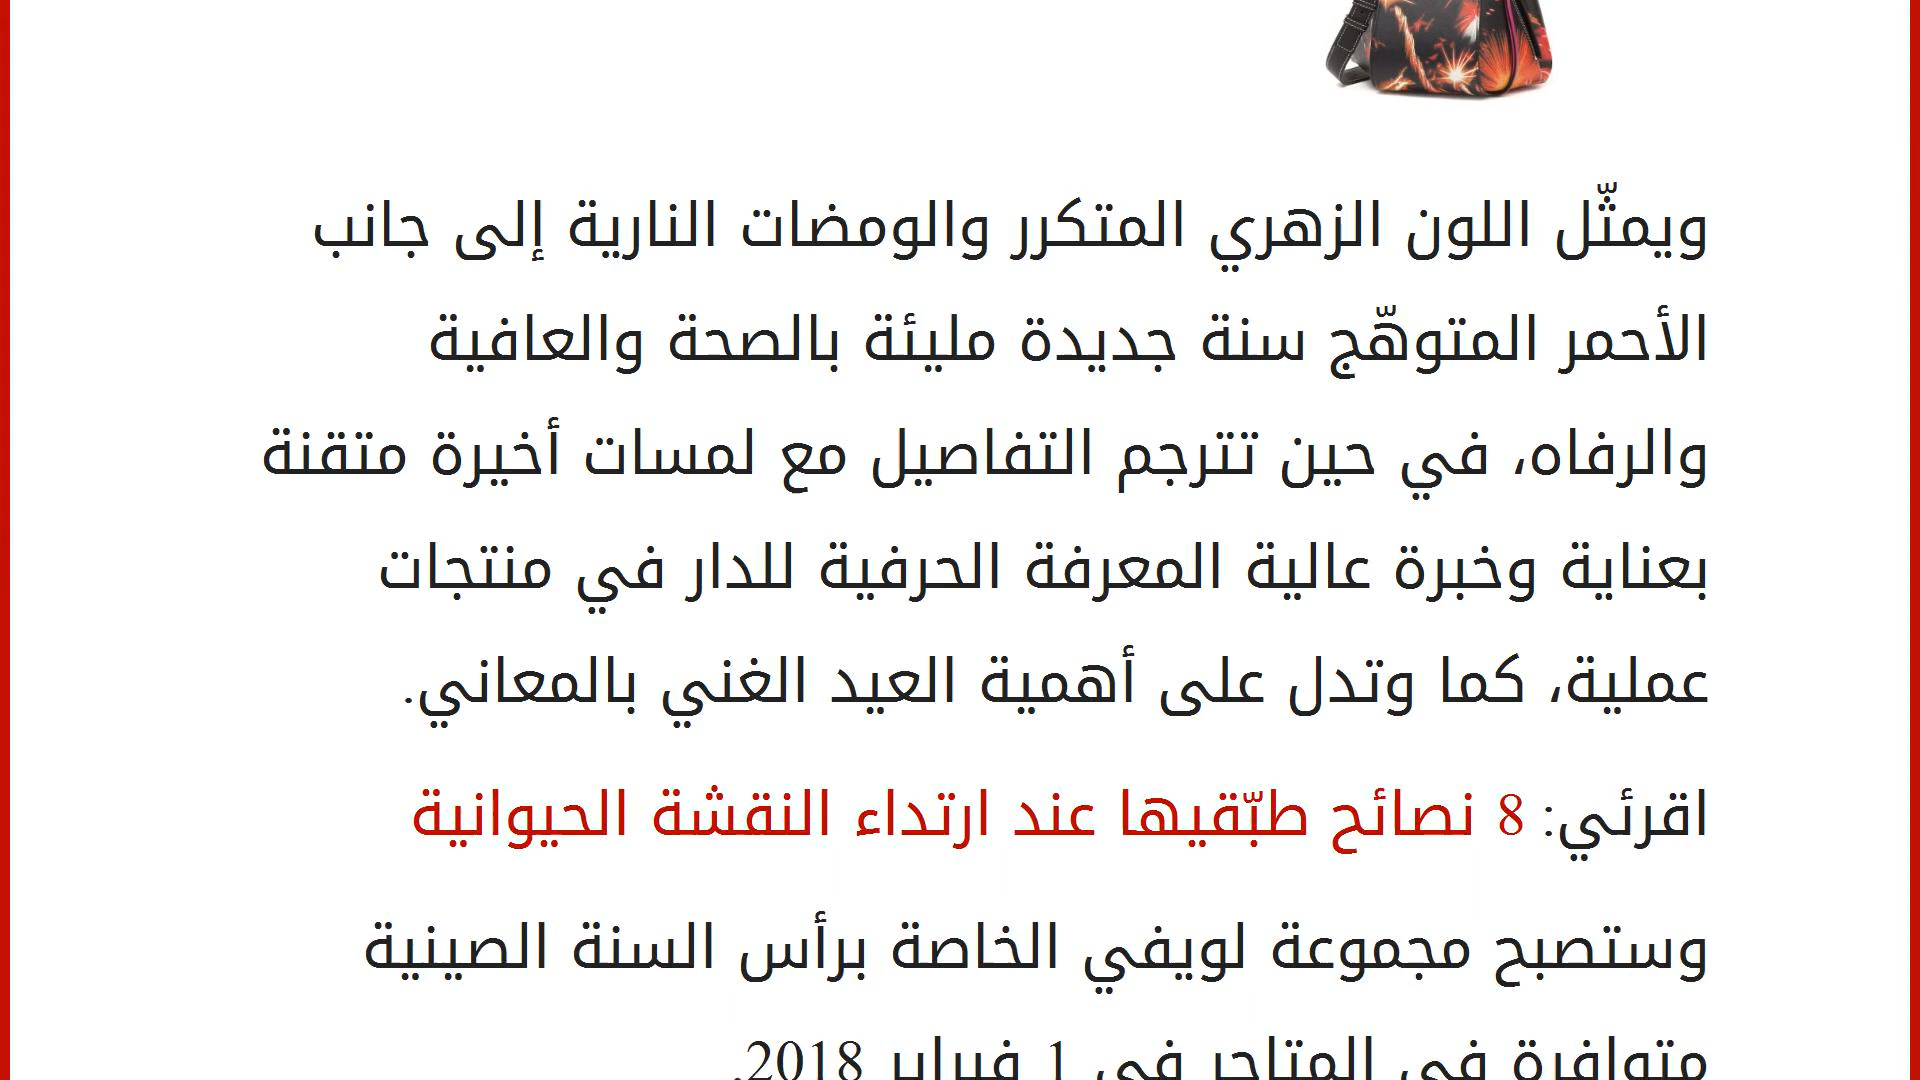 ويمثّل اللون الزهري المتكرر والومضات النارية إلى جانب
الأحمر المتوهّج سنة جديدة مليئة بالصحة والعافية
والرفاه، في حين تترجم التفاصيل مع لمسات أخيرة متقنة
بعناية وخبرة عالية المعرفة الحرفية للدار في منتجات
عملية، كما وتدل على أهمية العيد الغني بالمعاني.
اقرئي: 8 نصائح طبّقيها عند ارتداء النقشة الحيوانية
وستصبح مجموعة لويفي الخاصة برأس السنة الصينية
متوافرة في المتاجر في 1 فبراير 2018.